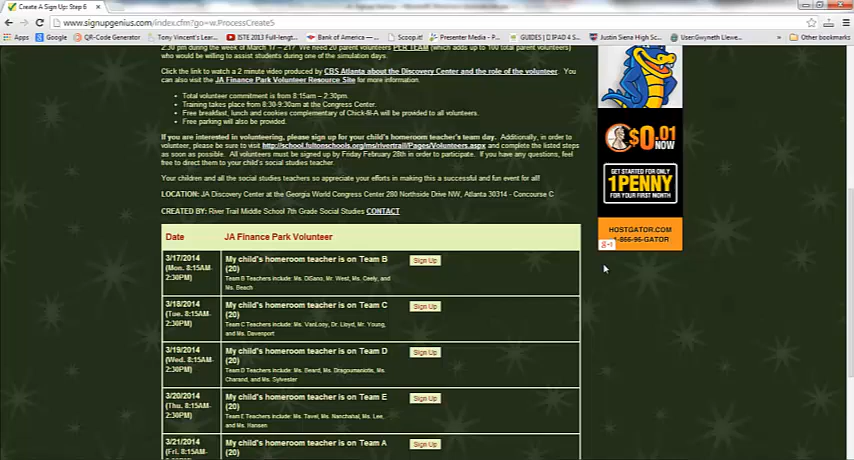 Create A Sign Up: Step 6
www.signupgenius.com/index.cfm?go=w.ProcessCreate5
Apps
QR-Code Generator
Tony Vincent's Lear...
ISTE 2013 Full-lengt...
Bank of America — ...
Scoop.it!
Presenter Media - P...
GUIDES | D IPAD 4 S...
Justin Siena High Sc...
Other bookmarks
2:30 pm during the week of March 17 – 21? We need 20 parent volunteers PER TEAM (which adds up to 100 total parent volunteers)
who would be willing to assist students during one of the simulation days.
Click the link to watch a 2 minute video produced by CBS Atlanta about the Discovery Center and the role of the volunteer. You
can also visit the JA Finance Park Volunteer Resource Site for more information.
Total volunteer commitment is from 8:15am – 2:30pm.
Training takes place from 8:30-9:30am at the Congress Center.
Free breakfast, lunch and cookies complementary of Chick-fil-A will be provided to all volunteers.
Free parking will also be provided.
If you are interested in volunteering, please sign up for your child's homeroom teacher's team day. Additionally, in order to
volunteer, please be sure to visit http://school.fultonschools.org/ms/rivertrail/Pages/Volunteers.aspx and complete the listed steps
as soon as possible. All volunteers must be signed up by Friday February 28th in order to participate. If you have any questions, feel
free to direct them to your child's social studies teacher.
Your children and all the social studies teachers so appreciate your efforts in making this a successful and fun event for all!
LOCATION: JA Discovery Center at the Georgia World Congress Center 280 Northside Drive NW, Atlanta 30314 - Concourse C
CREATED BY: River Trail Middle School 7th Grade Social Studies CONTACT
Date JA Finance Park Volunteer
3/17/2014 My child's homeroom teacher is on Team B Sign Up
(Mon. 8:15AM- (20)
2:30PM) Team B Teachers include: Ms. DiSano, Mr. West, Ms. Ceely, and
Ms. Beach
3/18/2014 My child's homeroom teacher is on Team C Sign Up
(Tue. 8:15AM- (20)
2:30PM) Team C Teachers include: Ms. VanLooy, Dr. Lloyd, Mr. Young,
and Ms. Davenport
3/19/2014 My child's homeroom teacher is on Team D Sign Up
(Wed. 8:15AM- (20)
2:30PM) Team D Teachers include: Ms. Beard, Ms. Dragoumaniotis, Ms.
Charand, and Ms. Sylvester
3/20/2014 My child's homeroom teacher is on Team E Sign Up
(Thu. 8:15AM- (20)
2:30PM) Team E Teachers include: Ms. Tavel, Ms. Nanchahal, Ms. Lee,
and Ms. Hansen
3/21/2014 My child's homeroom teacher is on Team A Sign Up
(Fri. 8:15AM- (20)
$0.01
NOW
GET STARTED FOR ONLY
1 PENNY
FOR YOUR FIRST MONTH
HOSTGATOR.COM
-866-96-GATOR